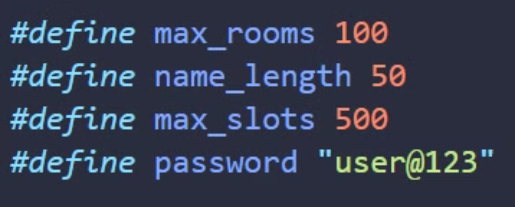 #define max_rooms 100
#define name_length 50
#define max_slots 500
#define password "user@123"